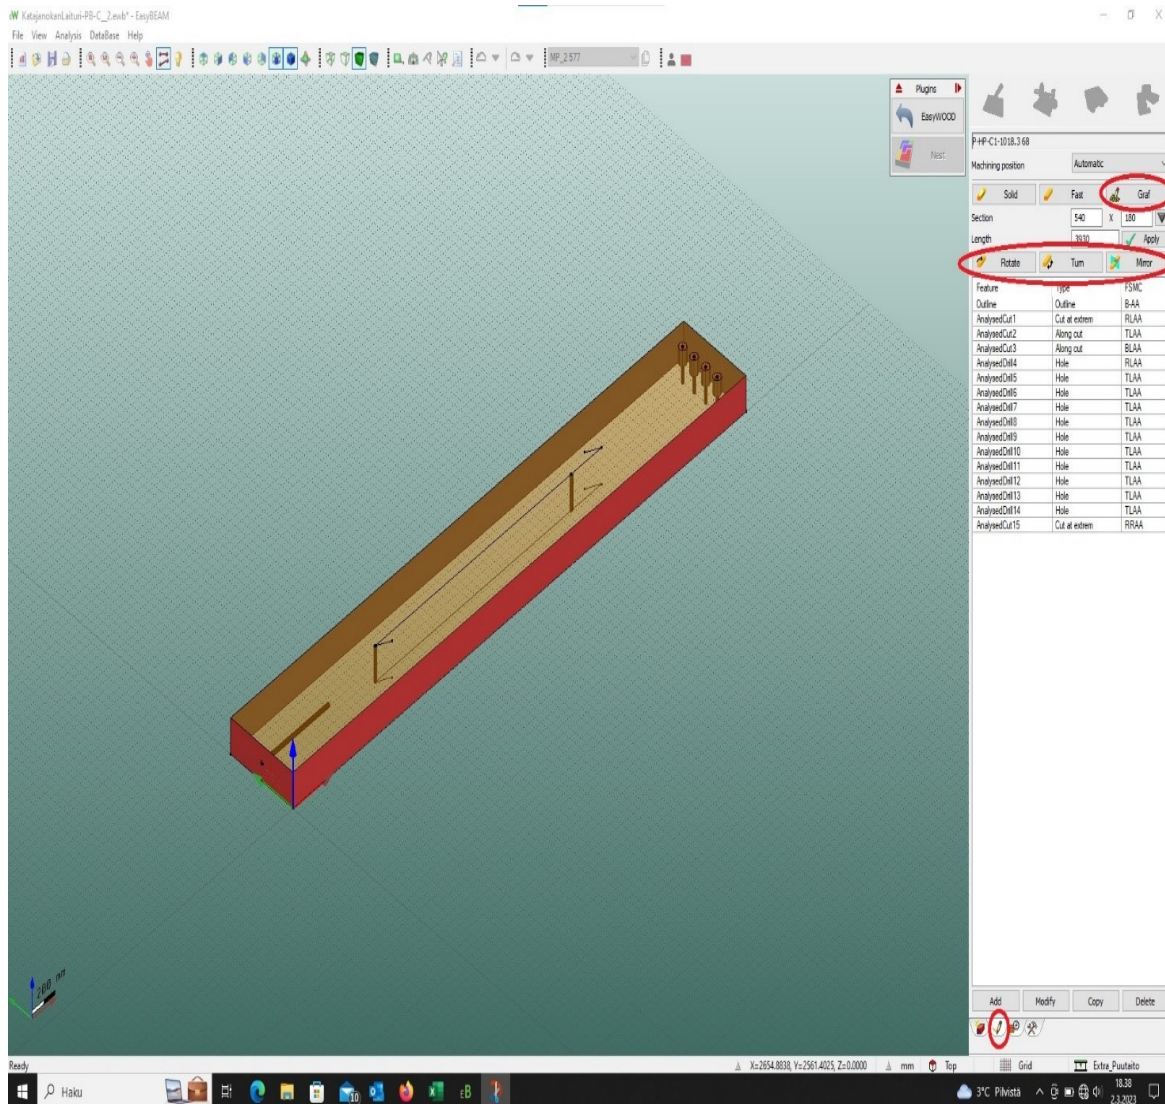 KatajanokanLaituri-PB-C_2.ewb* - EasyBEAM
File View Analysis DataBase Help
MP_2577
Plugins
EasyWOOD
Nest
P-HP-C1-1018.3 68
Machining position Automatic
Solid Fast Graf
Section 540 X 180
Length 3930 Apply
Rotate Turn Mirror
Feature Type FSMC
Outline Outline B-AA
AnalysedCut1 Cut at extrem RLAA
AnalysedCut2 Along cut TLAA
AnalysedCut3 Along cut BLAA
AnalysedDrill4 Hole RLAA
AnalysedDrill5 Hole TLAA
AnalysedDrill6 Hole TLAA
AnalysedDrill7 Hole TLAA
AnalysedDrill8 Hole TLAA
AnalysedDrill9 Hole TLAA
AnalysedDrill10 Hole TLAA
AnalysedDrill11 Hole TLAA
AnalysedDrill12 Hole TLAA
AnalysedDrill13 Hole TLAA
AnalysedDrill14 Hole TLAA
AnalysedCut15 Cut at extrem RRAA
200 mm
Add Modify Copy Delete
Ready X=2654.8838, Y=2561.4025, Z=0.0000 mm Top Grid Extra_Puutaito
Haku 10 EB 3°C Pilvistä 18.38
2.3.2023